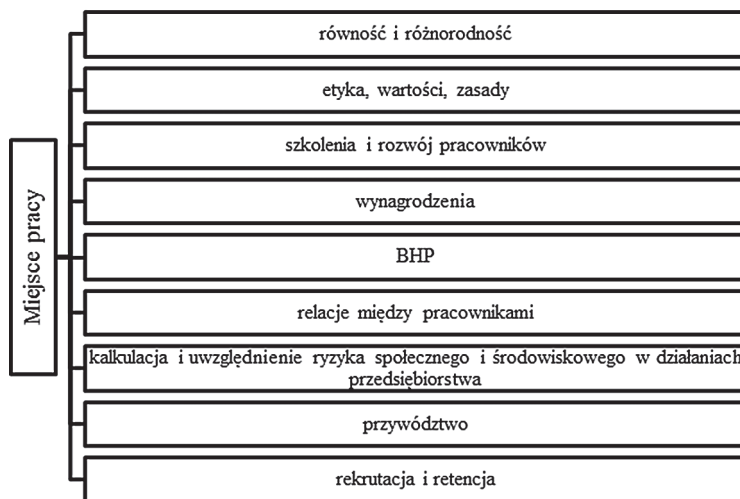 Miejsce pracy
równość i różnorodność
etyka, wartości, zasady
szkolenia i rozwój pracowników
wynagrodzenia
BHP
relacje między pracownikami
kalkulacja i uwzględnienie ryzyka społecznego i środowiskowego w działaniach
przedsiębiorstwa
przywództwo
rekrutacja i retencja